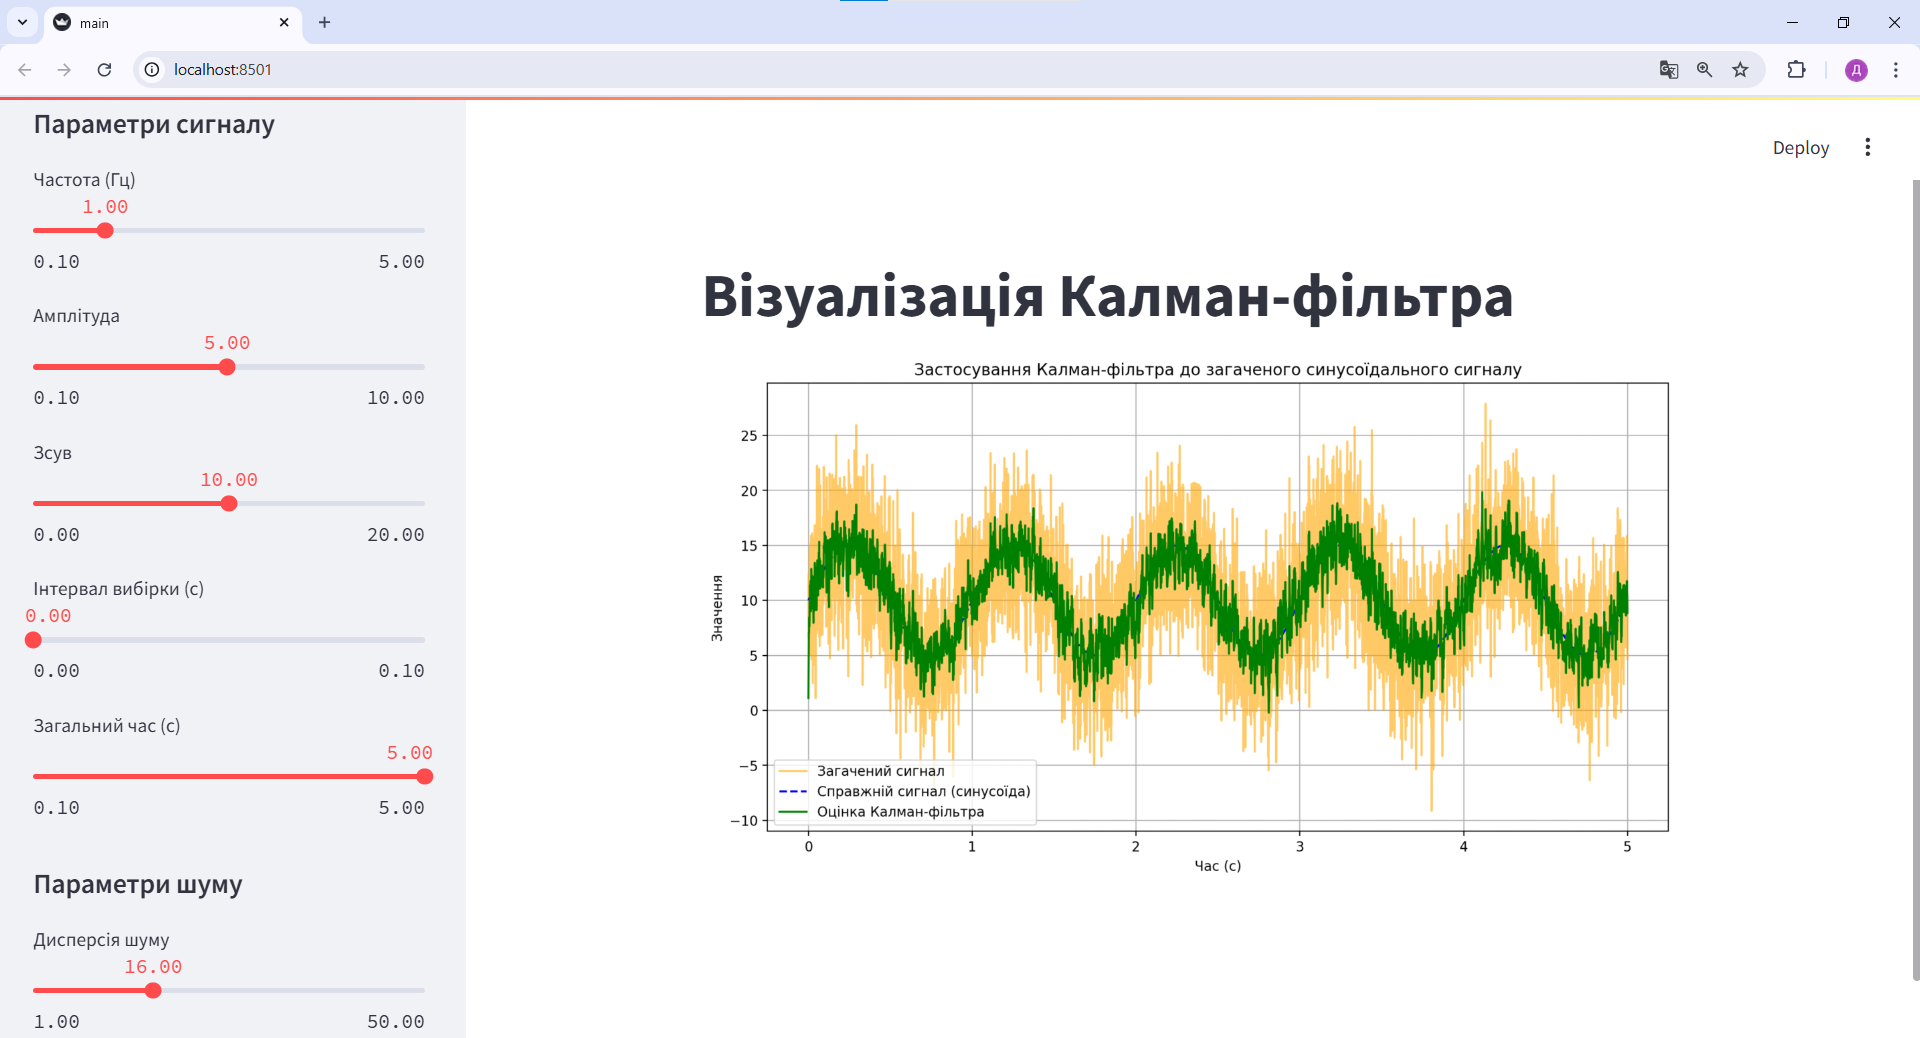 main
localhost:8501
Д
Параметри сигналу
Частота (Гц)
1.00
0.10 5.00
Амплітуда
5.00
0.10 10.00
Зсув
10.00
0.00 20.00
Інтервал вибірки (с)
0.00
0.00 0.10
Загальний час (с)
5.00
0.10 5.00
Параметри шуму
Дисперсія шуму
16.00
1.00 50.00
Deploy
Візуалізація Калман-фільтра
Застосування Калман-фільтра до загаченого синусоїдального сигналу
Значення
25
20
15
10
5
0
−5
−10
Загачений сигнал
Справжній сигнал (синусоїда)
Оцінка Калман-фільтра
0 1 2 3 4 5
Час (с)